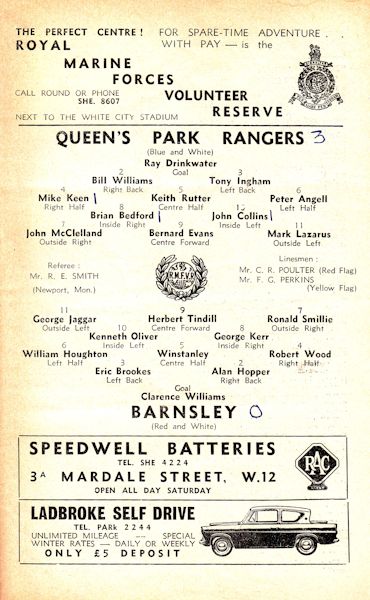 THE PERFECT CENTRE! FOR SPARE-TIME ADVENTURE . .
ROYAL WITH PAY — is the
MARINE
FORCES
CALL ROUND OR PHONE VOLUNTEER
SHE. 8607
RESERVE
NEXT TO THE WHITE CITY STADIUM
QUEEN'S PARK RANGERS 3
(Blue and White)
Ray Drinkwater
Goal
2 3
Bill Williams Tony Ingham
Right Back Left Back
4 5 6
Mike Keen Keith Rutter Peter Angell
Right Half Centre Half Left Half
8 10
Brian Bedford John Collins
Inside Right Inside Left
7 9 11
John McClelland Bernard Evans Mark Lazarus
Outside Right Centre Forward Outside Left
Referee : Linesmen :
Mr. R. E. SMITH R.M.F.V.R Mr. C. R. POULTER (Red Flag)
(Newport, Mon.) Mr. F. G. PERKINS
(Yellow Flag)
11 9 7
George Jaggar Herbert Tindill Ronald Smillie
Outside Left Centre Forward Outside Right
10 8
Kenneth Oliver George Kerr
Inside Left Inside Right
6 5 4
William Houghton Winstanley Robert Wood
Left Half Centre Half Right Half
3 2
Eric Brookes Alan Hopper
Left Back Right Back
Goal
Clarence Williams
BARNSLEY 0
(Red and White)
SPEEDWELL BATTERIES
TEL. SHE 4224
3A MARDALE STREET, W.12
OPEN ALL DAY SATURDAY
RAC
LADBROKE SELF DRIVE
TEL. PARK 2244
UNLIMITED MILEAGE — SPECIAL
WINTER RATES – DAILY OR WEEKLY
ONLY £5 DEPOSIT